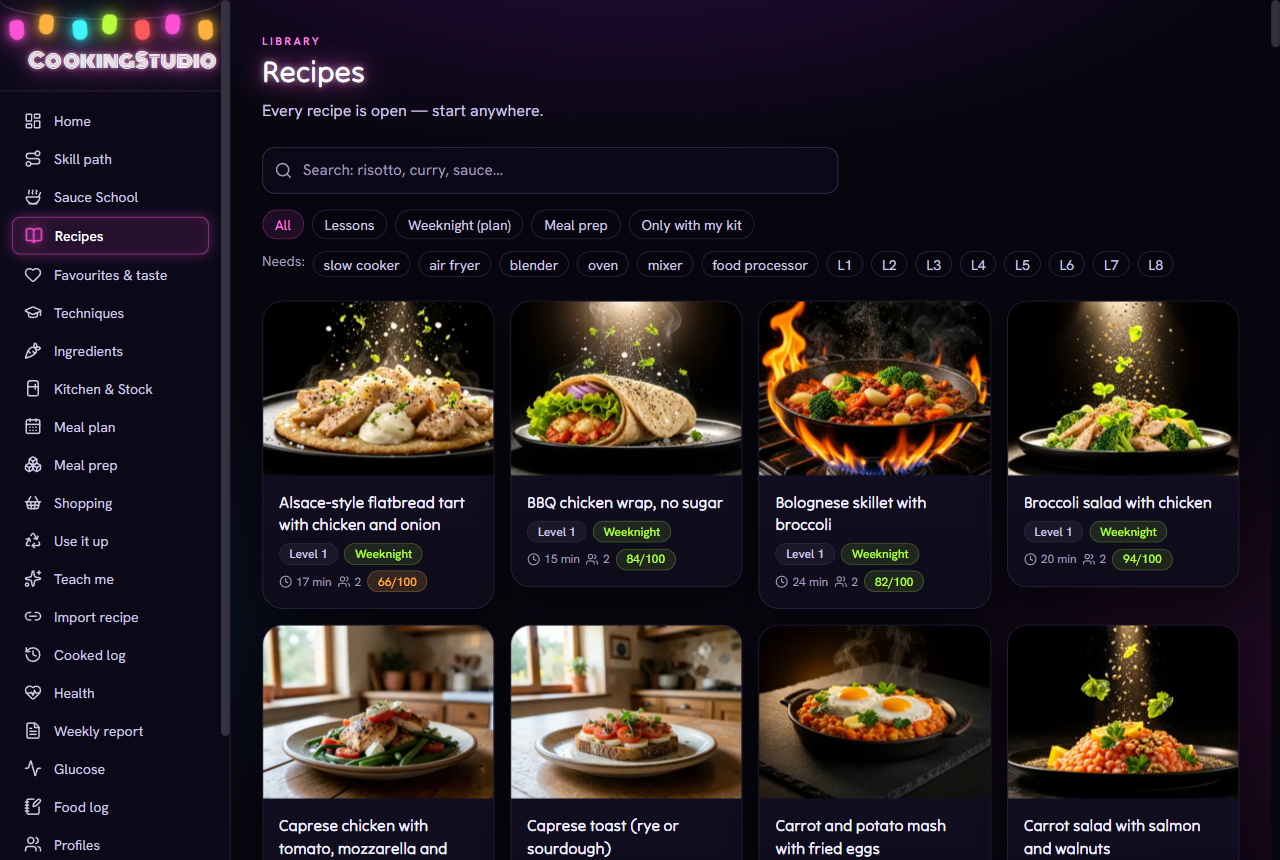 CookingStudio
Home
Skill path
Sauce School
Recipes
Favourites & taste
Techniques
Ingredients
Kitchen & Stock
Meal plan
Meal prep
Shopping
Use it up
Teach me
Import recipe
Cooked log
Health
Weekly report
Glucose
Food log
Profiles
LIBRARY
Recipes
Every recipe is open — start anywhere.
Search: risotto, curry, sauce...
All Lessons Weeknight (plan) Meal prep Only with my kit
Needs: slow cooker air fryer blender oven mixer food processor L1 L2 L3 L4 L5 L6 L7 L8
Alsace-style flatbread tart
with chicken and onion
Level 1 Weeknight
17 min 2 66/100
BBQ chicken wrap, no sugar
Level 1 Weeknight
15 min 2 84/100
Bolognese skillet with
broccoli
Level 1 Weeknight
24 min 2 82/100
Broccoli salad with chicken
Level 1 Weeknight
20 min 2 94/100
Caprese chicken with
tomato, mozzarella and
Caprese toast (rye or
sourdough)
Carrot and potato mash
with fried eggs
Carrot salad with salmon
and walnuts